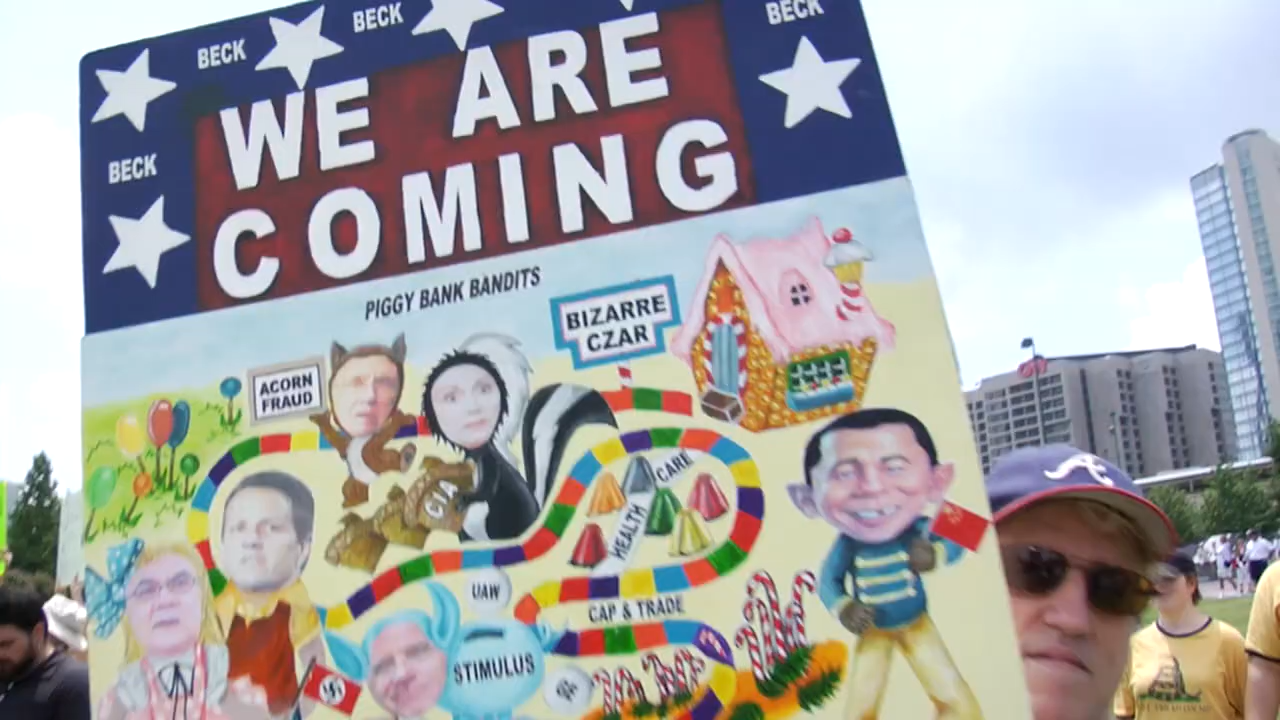 BECK
BECK
BECK
BECK
WE ARE
COMING
PIGGY BANK BANDITS
BIZARRE
CZAR
ACORN
FRAUD
CIA
CARE
HEALTH
UAW
CAP & TRADE
STIMULUS
A